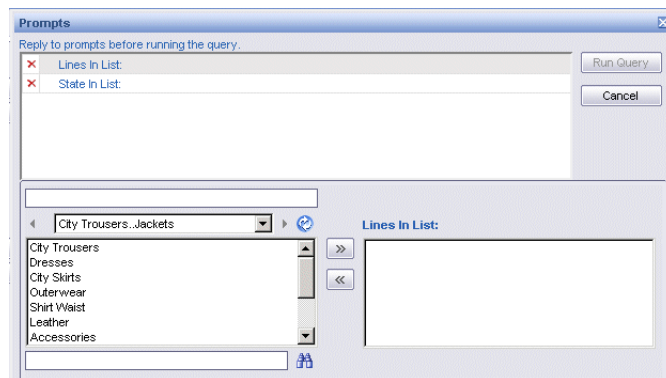 Prompts
Reply to prompts before running the query.
Lines In List:
State In List:
Run Query
Cancel
City Trousers..Jackets
Lines In List:
City Trousers
Dresses
City Skirts
Outerwear
Shirt Waist
Leather
Accessories